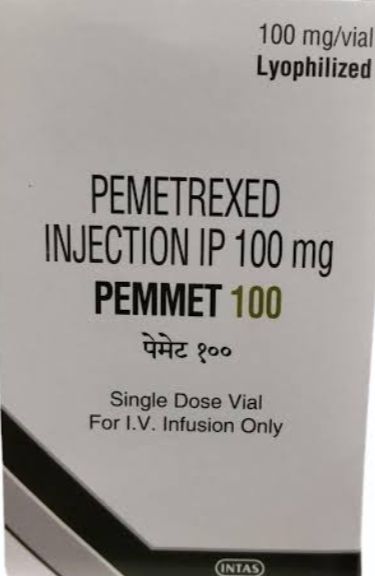 100 mg/vial
Lyophilized
PEMETREXED
INJECTION IP 100 mg
PEMMET 100
पेमेट १००
Single Dose Vial
For I.V. Infusion Only
INTAS